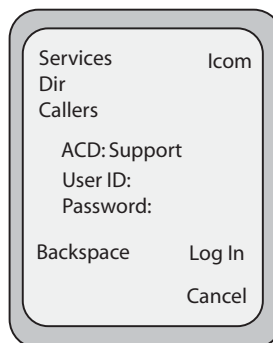 Services Icom
Dir
Callers
ACD: Support
User ID:
Password:
Backspace Log In
Cancel